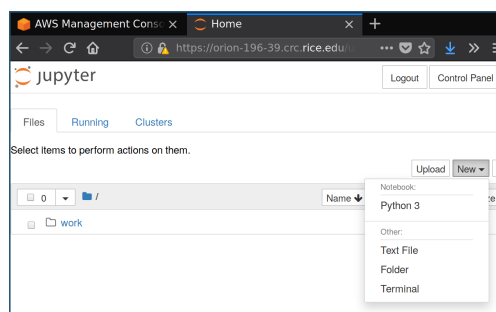 AWS Management Conso
Home
https://orion-196-39.crc.rice.edu/u
jupyter
Logout
Control Panel
Files
Running
Clusters
Select items to perform actions on them.
Upload
New
0
/
Name
work
Notebook:
Python 3
Other:
Text File
Folder
Terminal